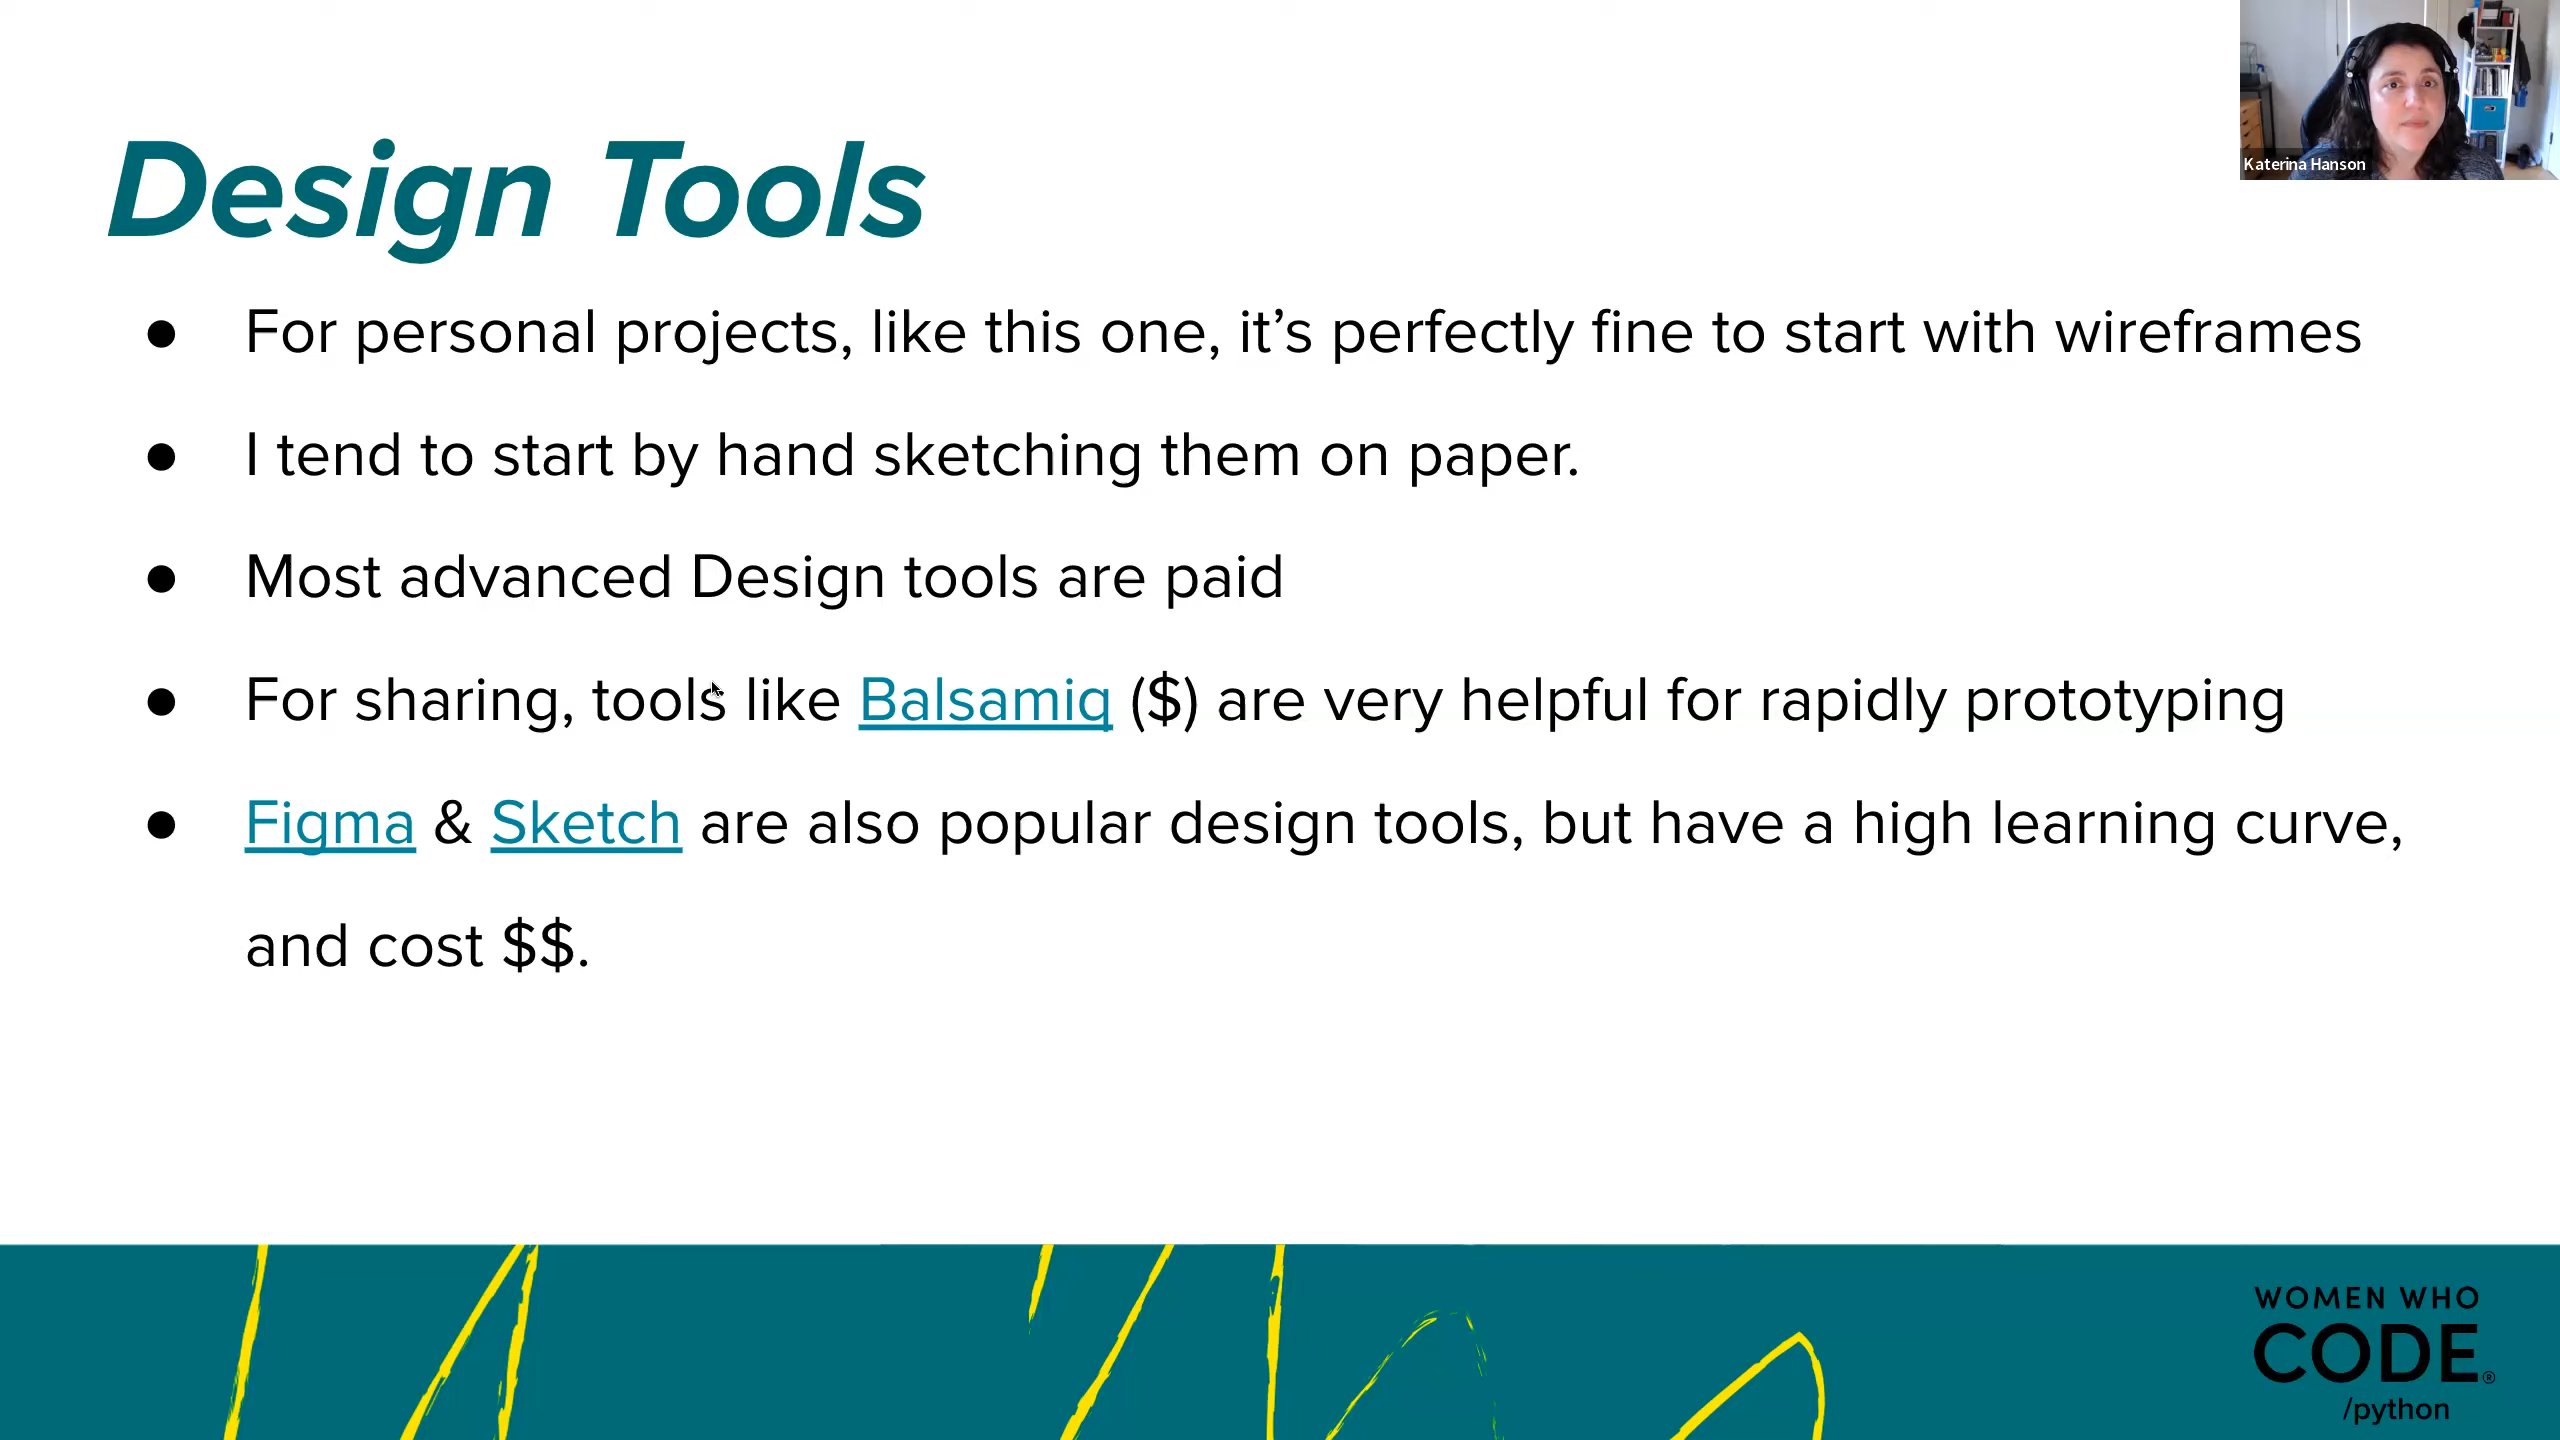 Design Tools
Katerina Hanson
● For personal projects, like this one, it’s perfectly fine to start with wireframes
● I tend to start by hand sketching them on paper.
● Most advanced Design tools are paid
● For sharing, tools like Balsamiq ($) are very helpful for rapidly prototyping
● Figma & Sketch are also popular design tools, but have a high learning curve,
and cost $$.
WOMEN WHO
CODE®
/python